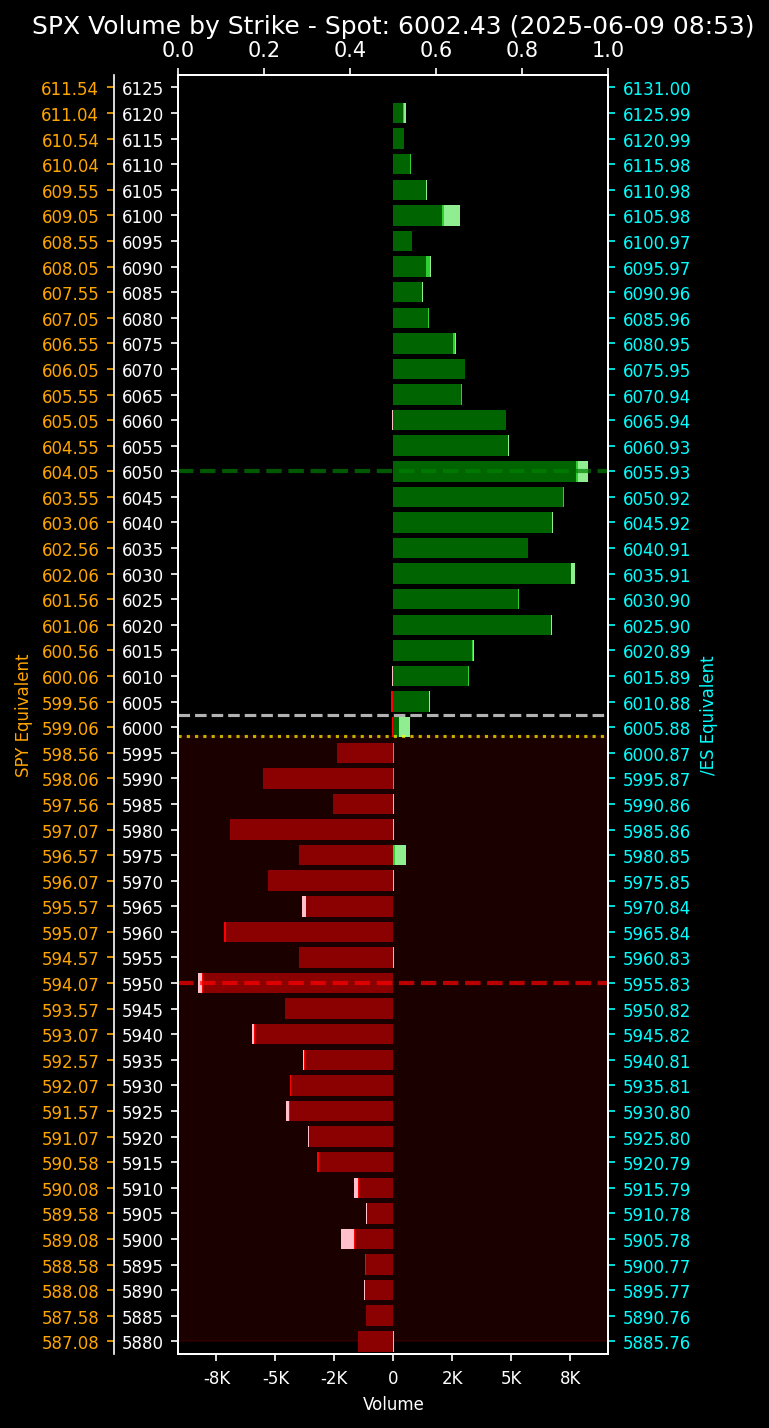 SPX Volume by Strike - Spot: 6002.43 (2025-06-09 08:53)
0.0 0.2 0.4 0.6 0.8 1.0
611.54 6125 6131.00
611.04 6120 6125.99
610.54 6115 6120.99
610.04 6110 6115.98
609.55 6105 6110.98
609.05 6100 6105.98
608.55 6095 6100.97
608.05 6090 6095.97
607.55 6085 6090.96
607.05 6080 6085.96
606.55 6075 6080.95
606.05 6070 6075.95
605.55 6065 6070.94
605.05 6060 6065.94
604.55 6055 6060.93
604.05 6050 6055.93
603.55 6045 6050.92
603.06 6040 6045.92
602.56 6035 6040.91
602.06 6030 6035.91
601.56 6025 6030.90
601.06 6020 6025.90
600.56 6015 6020.89
600.06 6010 6015.89
599.56 6005 6010.88
599.06 6000 6005.88
598.56 5995 6000.87
598.06 5990 5995.87
597.56 5985 5990.86
597.07 5980 5985.86
596.57 5975 5980.85
596.07 5970 5975.85
595.57 5965 5970.84
595.07 5960 5965.84
594.57 5955 5960.83
594.07 5950 5955.83
593.57 5945 5950.82
593.07 5940 5945.82
592.57 5935 5940.81
592.07 5930 5935.81
591.57 5925 5930.80
591.07 5920 5925.80
590.58 5915 5920.79
590.08 5910 5915.79
589.58 5905 5910.78
589.08 5900 5905.78
588.58 5895 5900.77
588.08 5890 5895.77
587.58 5885 5890.76
587.08 5880 5885.76
SPY Equivalent
/ES Equivalent
-8K -5K -2K 0 2K 5K 8K
Volume